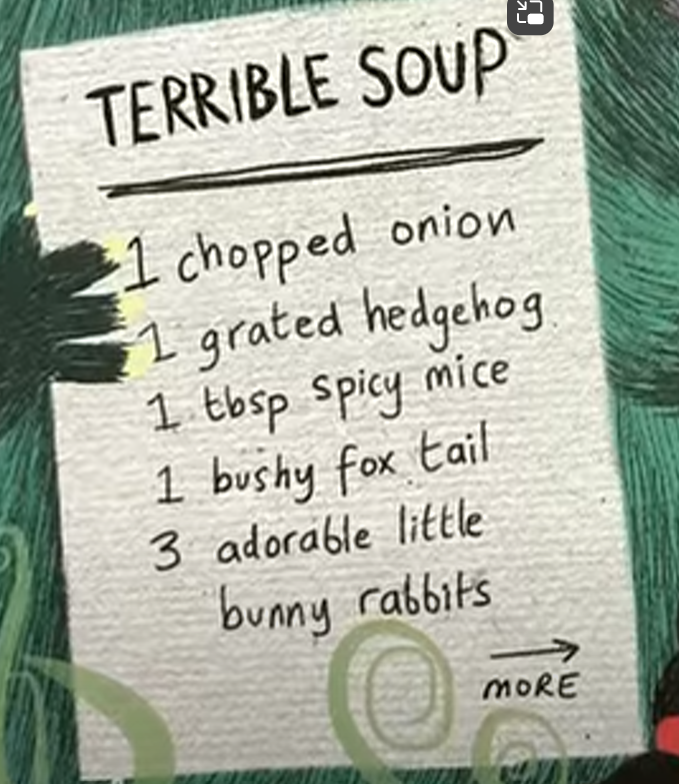 TERRIBLE SOUP
1 chopped onion
1 grated hedgehog
1 tbsp spicy mice
1 bushy fox tail
3 adorable little
bunny rabbits
MORE